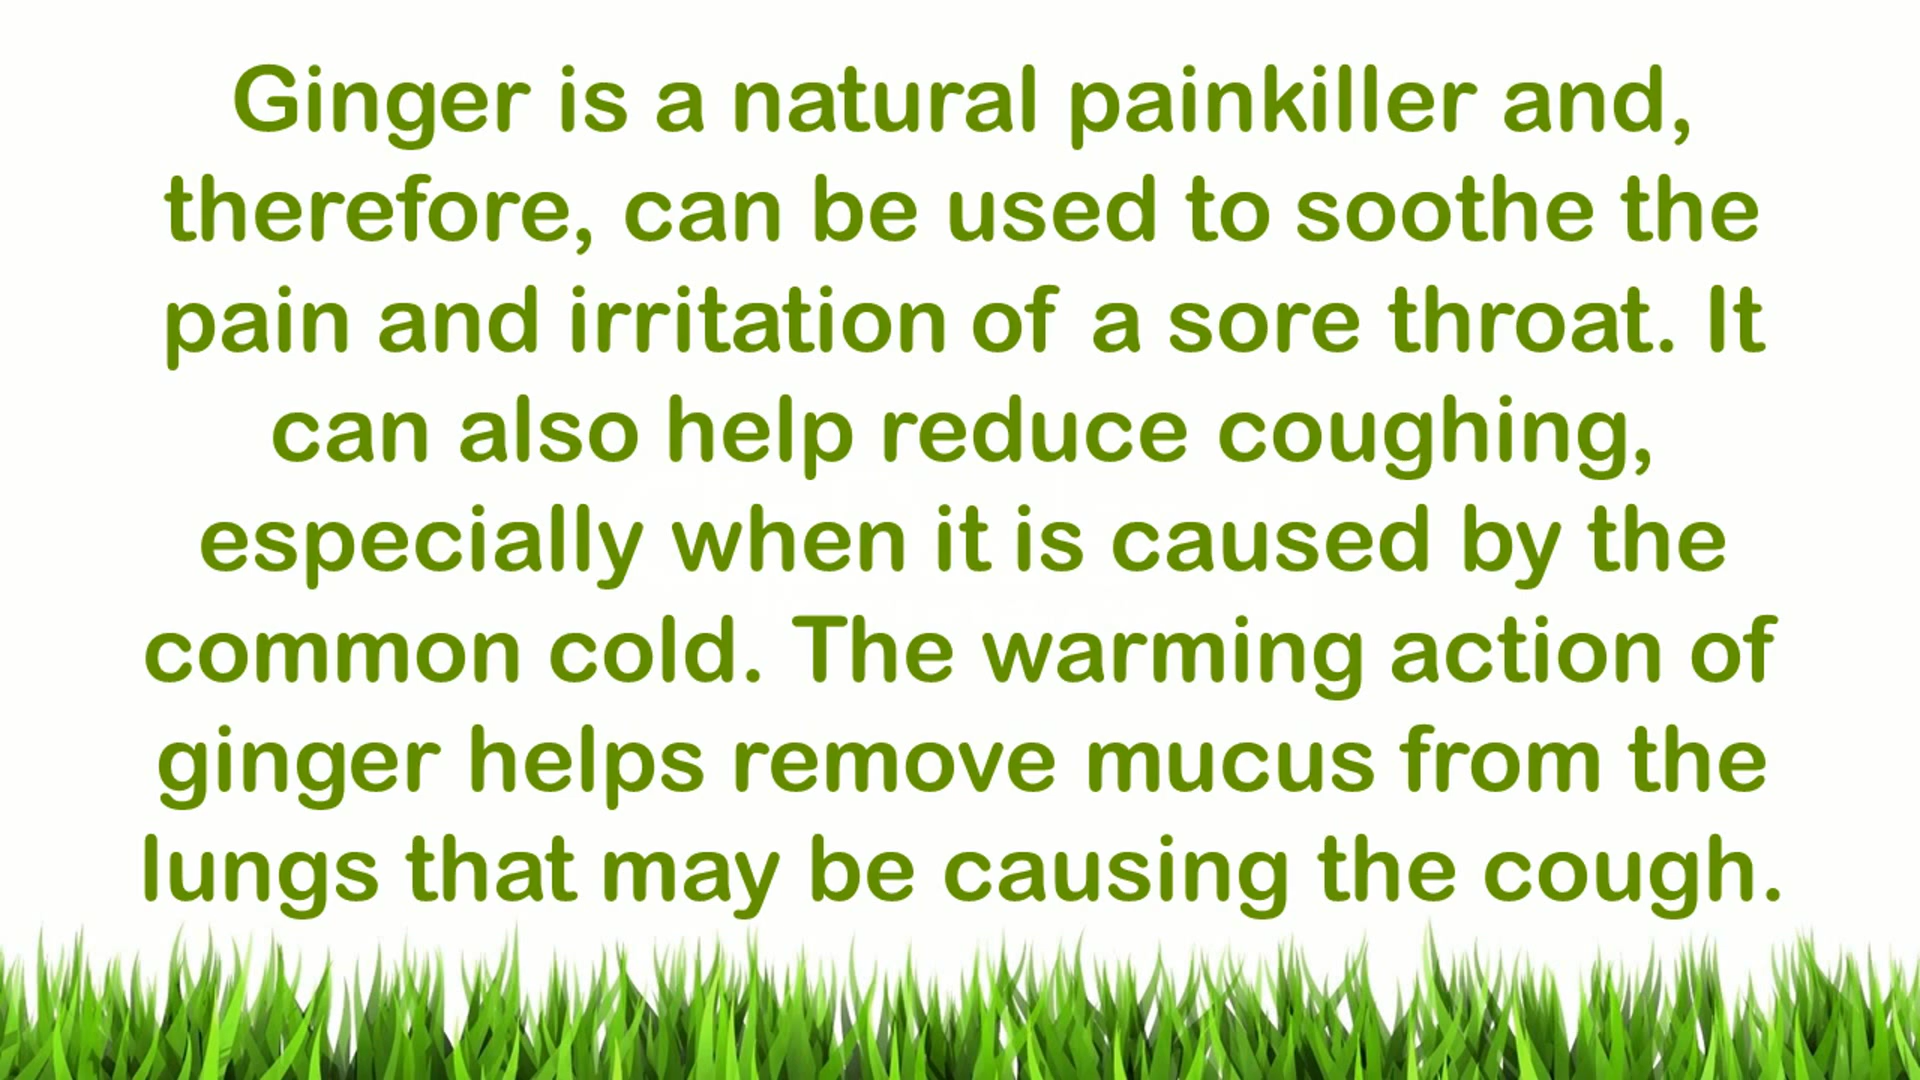 Ginger is a natural painkiller and,
therefore, can be used to soothe the
pain and irritation of a sore throat. It
can also help reduce coughing,
especially when it is caused by the
common cold. The warming action of
ginger helps remove mucus from the
lungs that may be causing the cough.